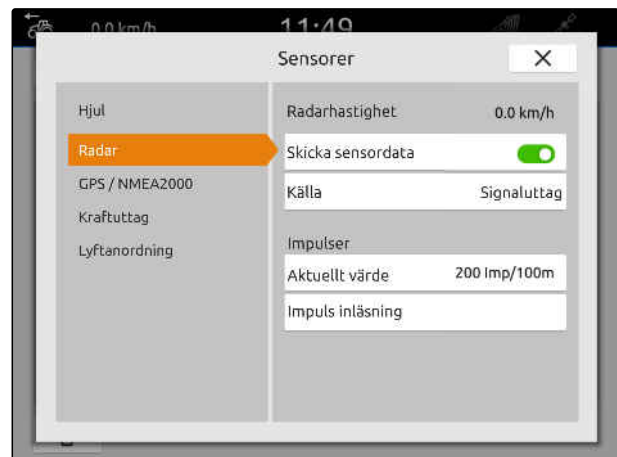 0.0 km/h
11:49
Sensorer
Hjul
Radar
GPS / NMEA2000
Kraftuttag
Lyftanordning
Radarhastighet 0.0 km/h
Skicka sensordata
Källa Signaluttag
Impulser
Aktuellt värde 200 Imp/100m
Impuls inläsning